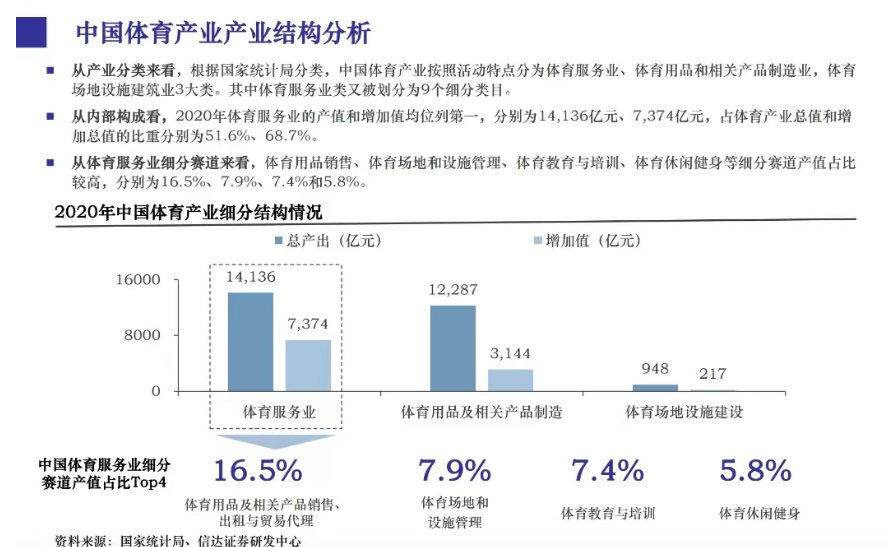 中国体育产业产业结构分析
从产业分类来看，根据国家统计局分类，中国体育产业按照活动特点分为体育服务业、体育用品和相关产品制造业，体育
场地设施建筑业3大类。其中体育服务业类又被划分为9个细分类目。
从内部构成看，2020年体育服务业的产值和增加值均位列第一，分别为14,136亿元、7,374亿元，占体育产业总值和增
加总值的比重分别为51.6%、68.7%。
从体育服务业细分赛道来看，体育用品销售、体育场地和设施管理、体育教育与培训、体育休闲健身等细分赛道产值占比
较高，分别为16.5%、7.9%、7.4%和5.8%。
2020年中国体育产业细分结构情况
总产出（亿元） 增加值（亿元）
16000
8000
0
14,136
7,374
12,287
3,144
948
217
体育服务业 体育用品及相关产品制造 体育场地设施建设
中国体育服务业细分
赛道产值占比Top4
16.5%
体育用品及相关产品销售、
出租与贸易代理
7.9%
体育场地和
设施管理
7.4%
体育教育与培训
5.8%
体育休闲健身
资料来源：国家统计局、信达证券研发中心